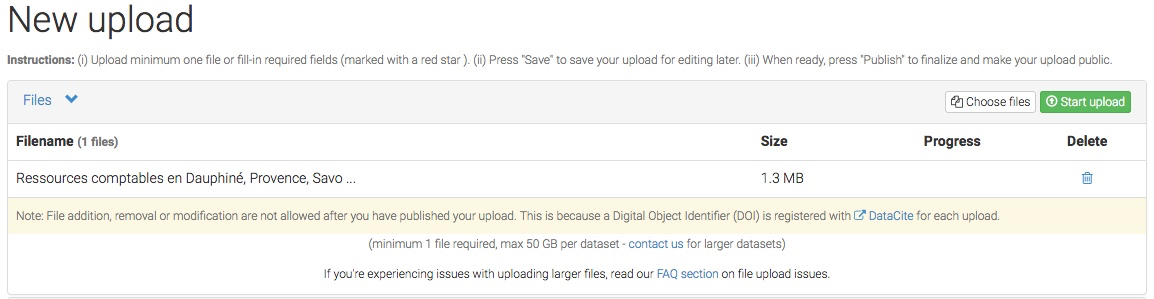 New upload
Instructions: (i) Upload minimum one file or fill-in required fields (marked with a red star ). (ii) Press "Save" to save your upload for editing later. (iii) When ready, press "Publish" to finalize and make your upload public.
Files Choose files Start upload
Filename (1 files) Size Progress Delete
Ressources comptables en Dauphiné, Provence, Savo ... 1.3 MB
Note: File addition, removal or modification are not allowed after you have published your upload. This is because a Digital Object Identifier (DOI) is registered with DataCite for each upload.
(minimum 1 file required, max 50 GB per dataset - contact us for larger datasets)
If you're experiencing issues with uploading larger files, read our FAQ section on file upload issues.